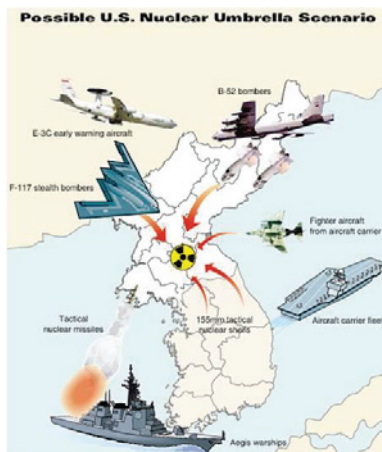 Possible U.S. Nuclear Umbrella Scenario
B-52 bombers
E-3C early warning aircraft
F-117 stealth bombers
Fighter aircraft
from aircraft carrier
Tactical
nuclear missiles
155mm tactical
nuclear shells
Aircraft carrier fleet
Aegis warships